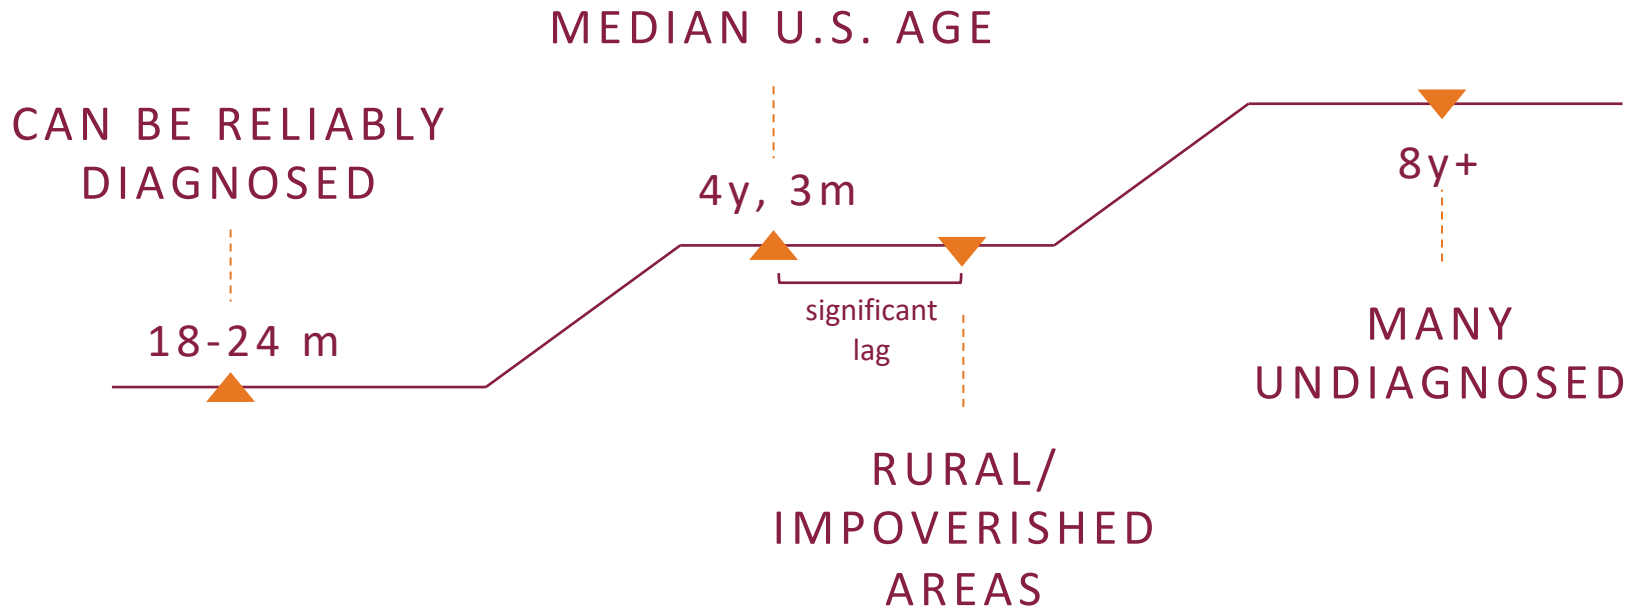 MEDIAN U.S. AGE
CAN BE RELIABLY
DIAGNOSED
18-24 m
4y, 3m
significant
lag
RURAL/
IMPOVERISHED
AREAS
8y+
MANY
UNDIAGNOSED